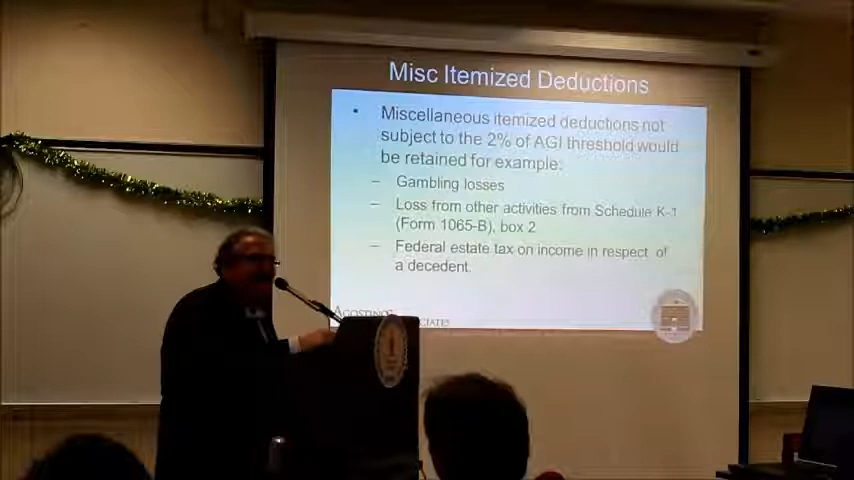 Misc Itemized Deductions
• Miscellaneous itemized deductions not
subject to the 2% of AGI threshold would
be retained for example:
– Gambling losses
– Loss from other activities from Schedule K-1
(Form 1065-B), box 2
– Federal estate tax on income in respect of
a decedent.